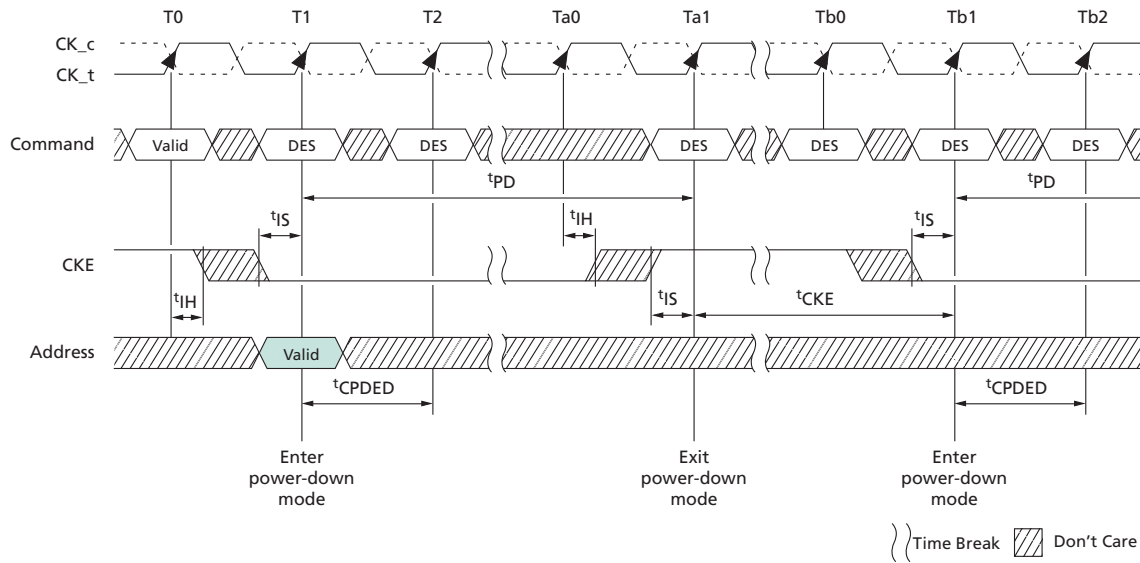 T0 T1 T2 Ta0 Ta1 Tb0 Tb1 Tb2
CK_c
CK_t
Command Valid DES DES DES DES DES DES
tPD tPD
tIS tIH tIS
CKE
tIH tIS tCKE
Address Valid
tCPDED tCPDED
Enter power-down mode
Exit power-down mode
Enter power-down mode
Time Break Don't Care